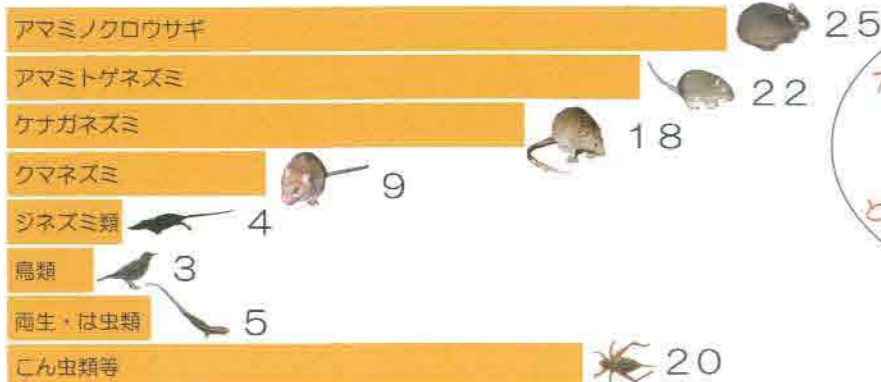 アマミノクロウサギ 25
アマミトゲネズミ 22
ケナガネズミ 18
クマネズミ 9
ジネズミ類 4
鳥類 3
両生・は虫類 5
こん虫類等 20